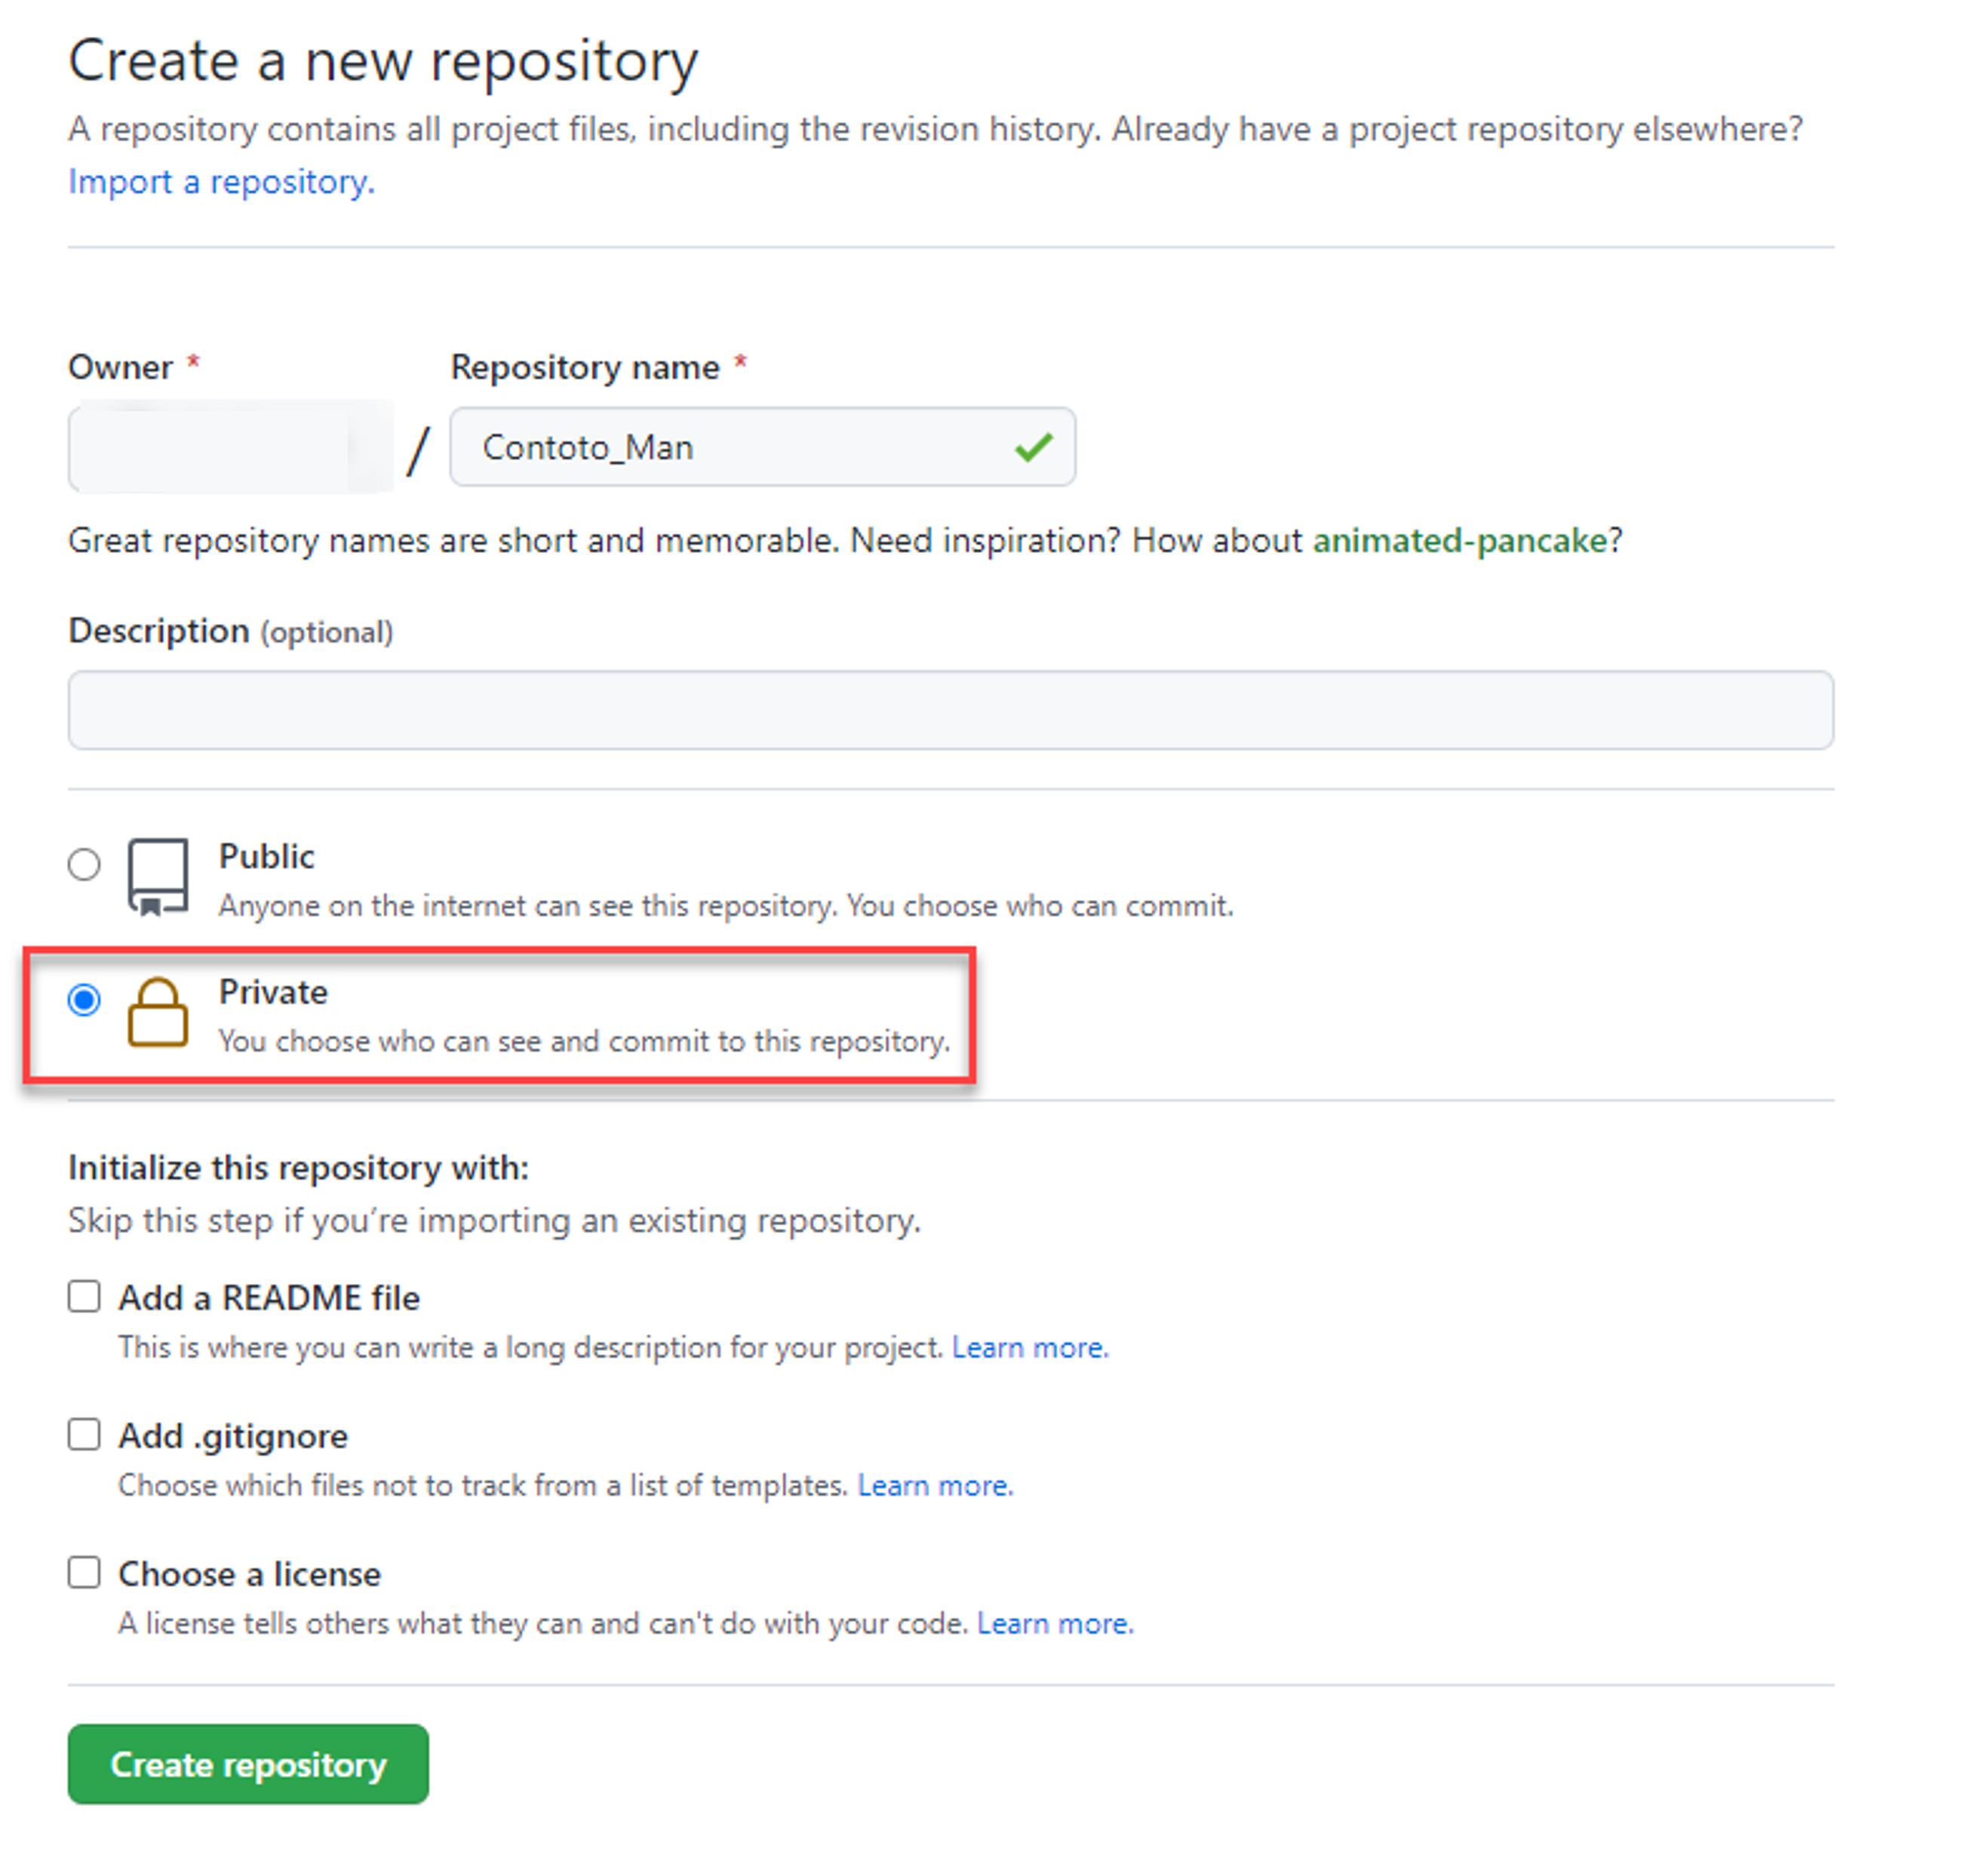 Create a new repository
A repository contains all project files, including the revision history. Already have a project repository elsewhere?
Import a repository.
Owner * Repository name *
/ Contoto_Man
Great repository names are short and memorable. Need inspiration? How about animated-pancake?
Description (optional)
Public
Anyone on the internet can see this repository. You choose who can commit.
Private
You choose who can see and commit to this repository.
Initialize this repository with:
Skip this step if you’re importing an existing repository.
Add a README file
This is where you can write a long description for your project. Learn more.
Add .gitignore
Choose which files not to track from a list of templates. Learn more.
Choose a license
A license tells others what they can and can't do with your code. Learn more.
Create repository